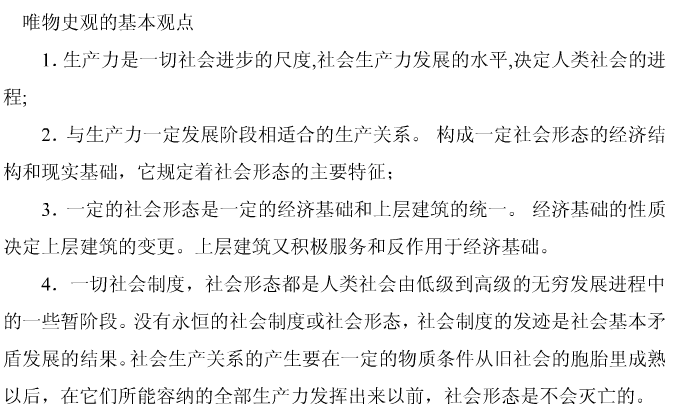 唯物史观的基本观点
1．生产力是一切社会进步的尺度,社会生产力发展的水平,决定人类社会的进
程;
2．与生产力一定发展阶段相适合的生产关系。 构成一定社会形态的经济结
构和现实基础，它规定着社会形态的主要特征；
3．一定的社会形态是一定的经济基础和上层建筑的统一。 经济基础的性质
决定上层建筑的变更。上层建筑又积极服务和反作用于经济基础。
4．一切社会制度，社会形态都是人类社会由低级到高级的无穷发展进程中
的一些暂阶段。没有永恒的社会制度或社会形态，社会制度的发迹是社会基本矛
盾发展的结果。社会生产关系的产生要在一定的物质条件从旧社会的胞胎里成熟
以后，在它们所能容纳的全部生产力发挥出来以前，社会形态是不会灭亡的。